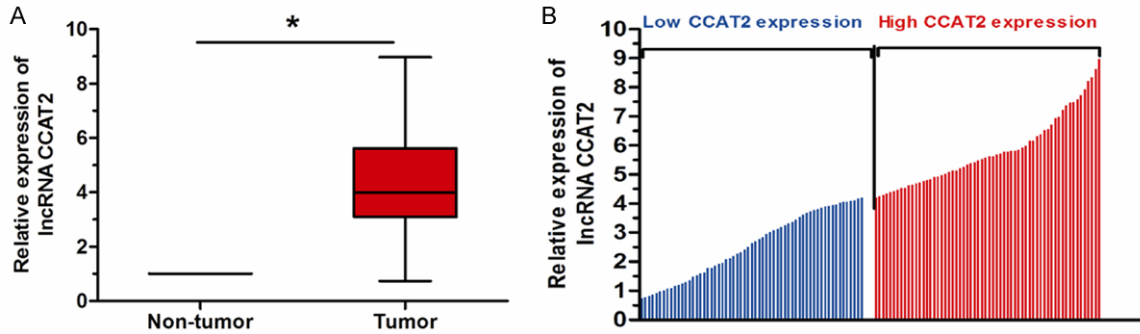 A
Relative expression of
lncRNA CCAT2
10
8
6
4
2
0
*
Non-tumor
Tumor
B
Low CCAT2 expression
High CCAT2 expression
Relative expression of
lncRNA CCAT2
10
9
8
7
6
5
4
3
2
1
0